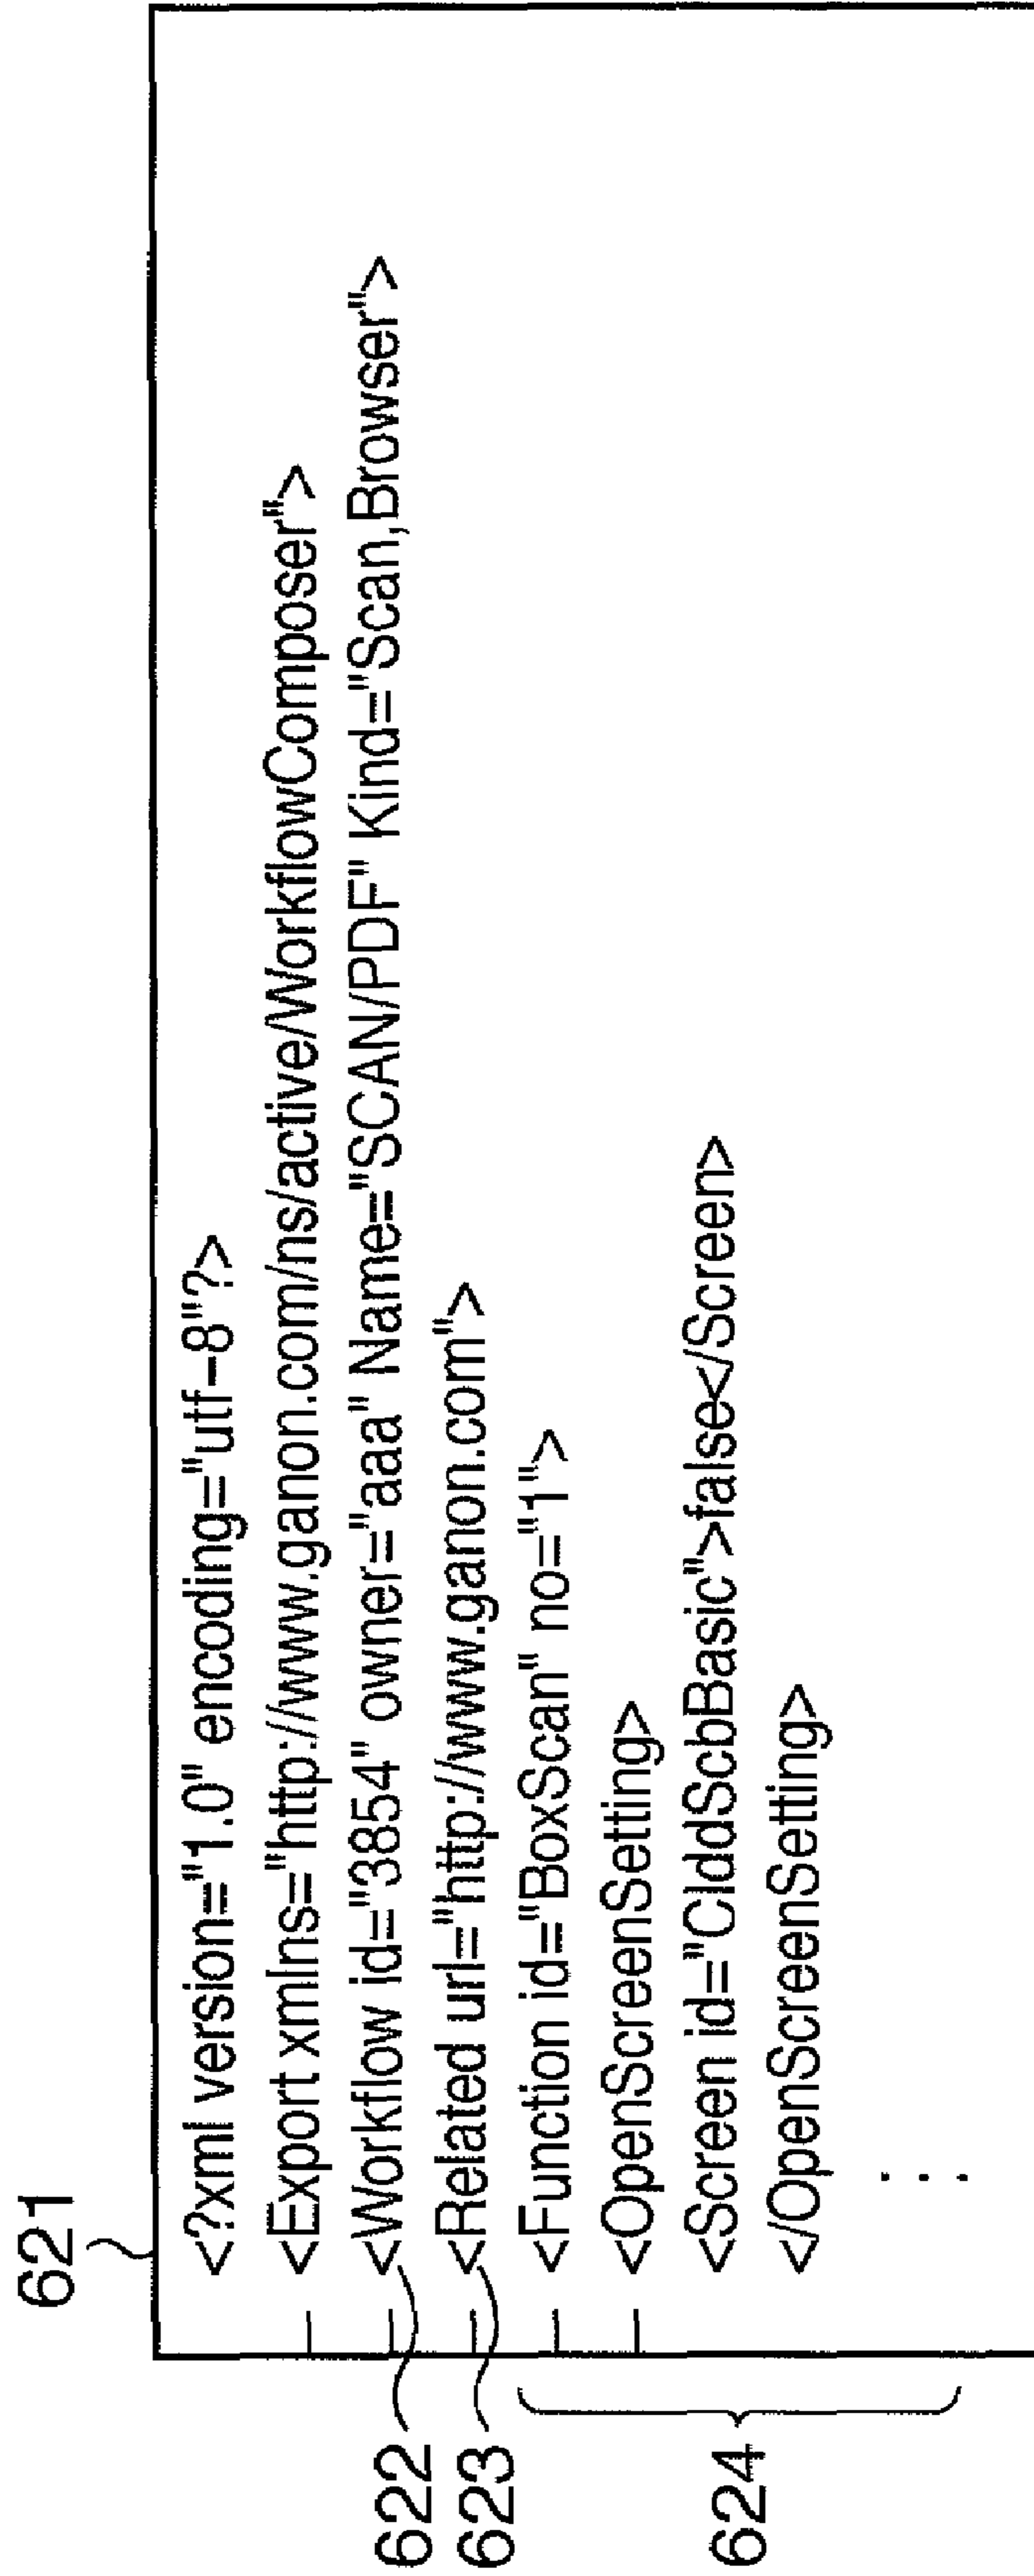 621
<?xml version="1.0" encoding="utf-8"?>
<Export xmlns="http://www.ganon.com/ns/active/WorkflowComposer">
622 <Workflow id="3854" owner="aaa" Name="SCAN/PDF" Kind="Scan,Browser">
623 <Related url="http://www.ganon.com">
<Function id="BoxScan" no="1">
<OpenScreenSetting>
624 <Screen id="ClddScbBasic">false</Screen>
</OpenScreenSetting>
⋮